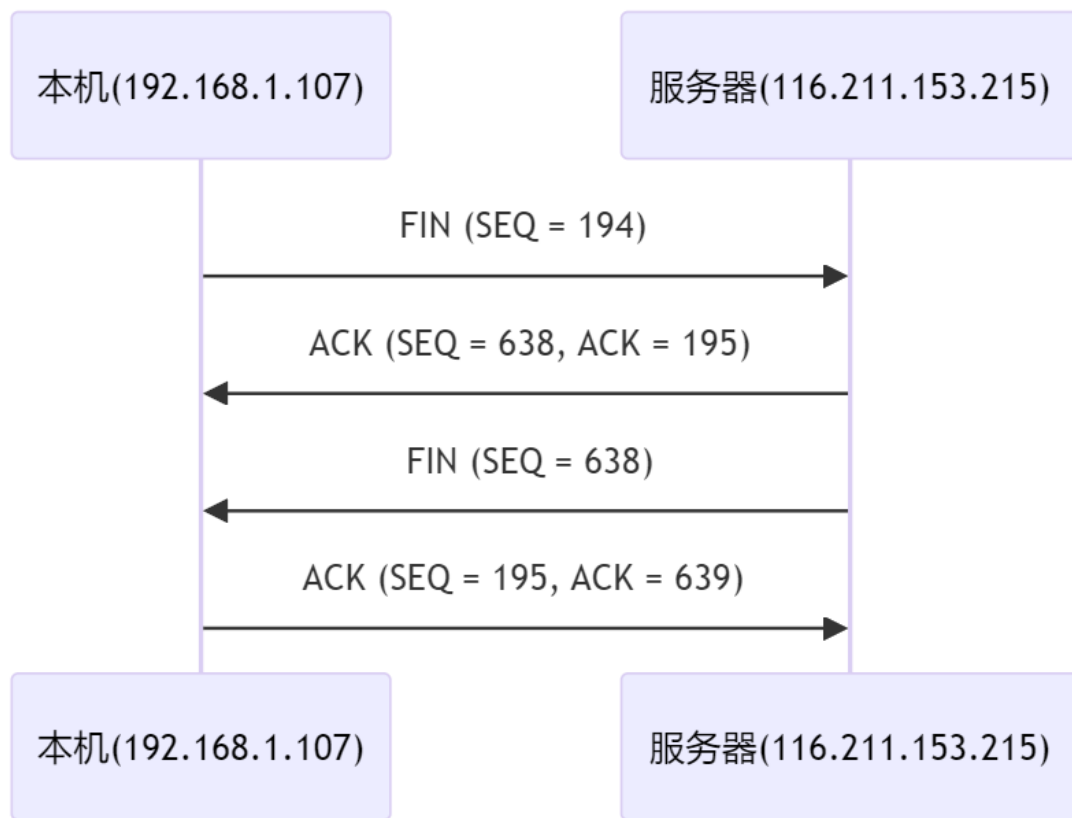 本机(192.168.1.107)
服务器(116.211.153.215)
FIN (SEQ = 194)
ACK (SEQ = 638, ACK = 195)
FIN (SEQ = 638)
ACK (SEQ = 195, ACK = 639)
本机(192.168.1.107)
服务器(116.211.153.215)